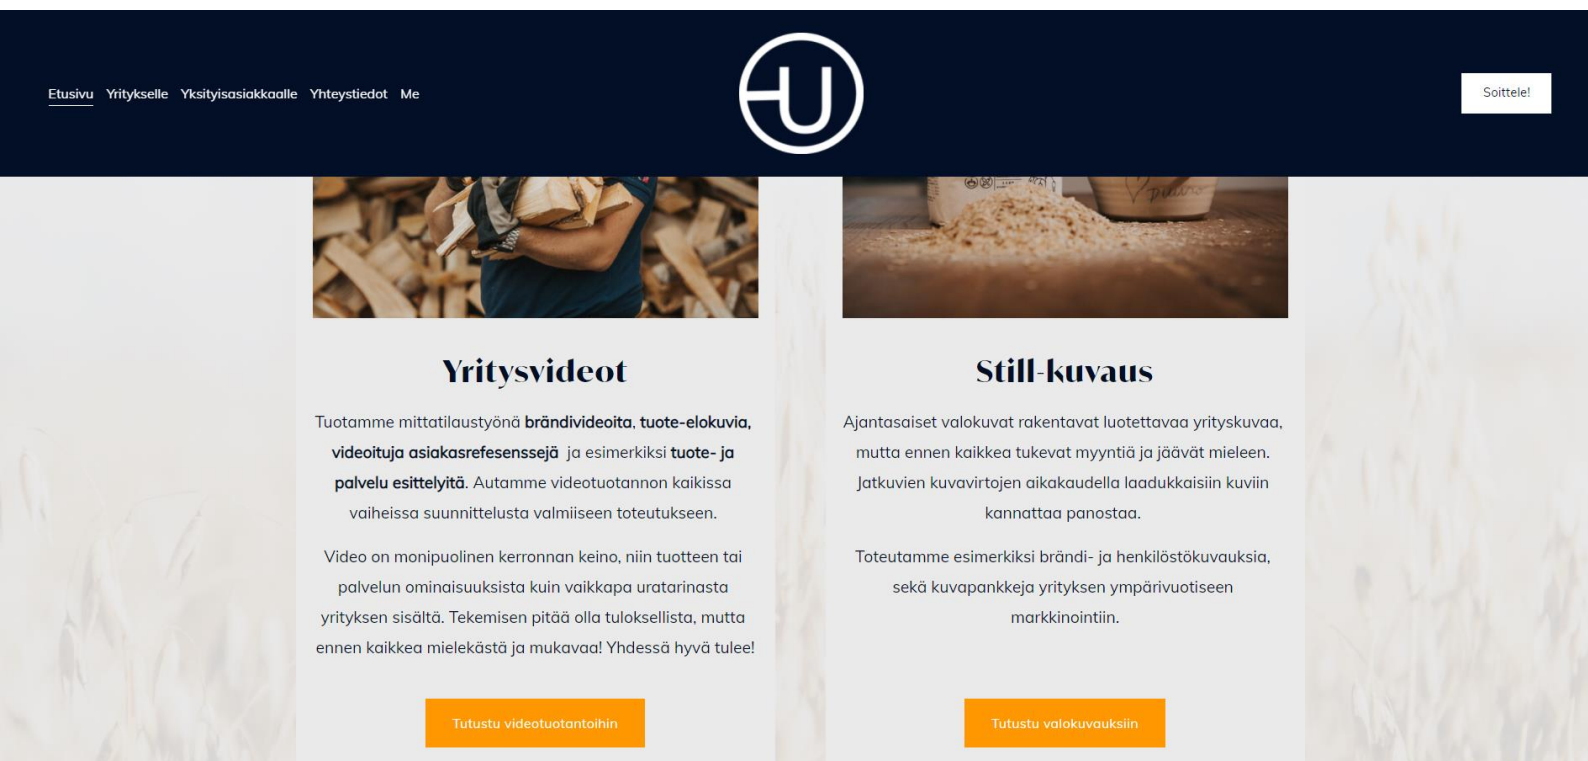 Etusivu Yritykselle Yksityisasiakkaalle Yhteystiedot Me
U
Soittele!
Yritysvideot
Tuotamme mittatilaustyönä brändivideoita, tuote-elokuvia,
videoituja asiakasrefesenssejä ja esimerkiksi tuote- ja
palvelu esittelyitä. Autamme videotuotannon kaikissa
vaiheissa suunnittelusta valmiiseen toteutukseen.
Video on monipuolinen kerronnan keino, niin tuotteen tai
palvelun ominaisuuksista kuin vaikkapa uratarinasta
yrityksen sisältä. Tekemisen pitää olla tuloksellista, mutta
ennen kaikkea mielekästä ja mukavaa! Yhdessä hyvä tulee!
Tutustu videotuotantoihin
Still-kuvaus
Ajantasaiset valokuvat rakentavat luotettavaa yrityskuvaa,
mutta ennen kaikkea tukevat myyntiä ja jäävät mieleen.
Jatkuvien kuvavirtojen aikakaudella laadukkaisiin kuviin
kannattaa panostaa.
Toteutamme esimerkiksi brändi- ja henkilöstökuvauksia,
sekä kuvapankkeja yrityksen ympärivuotiseen
markkinointiin.
Tutustu valokuvauksiin